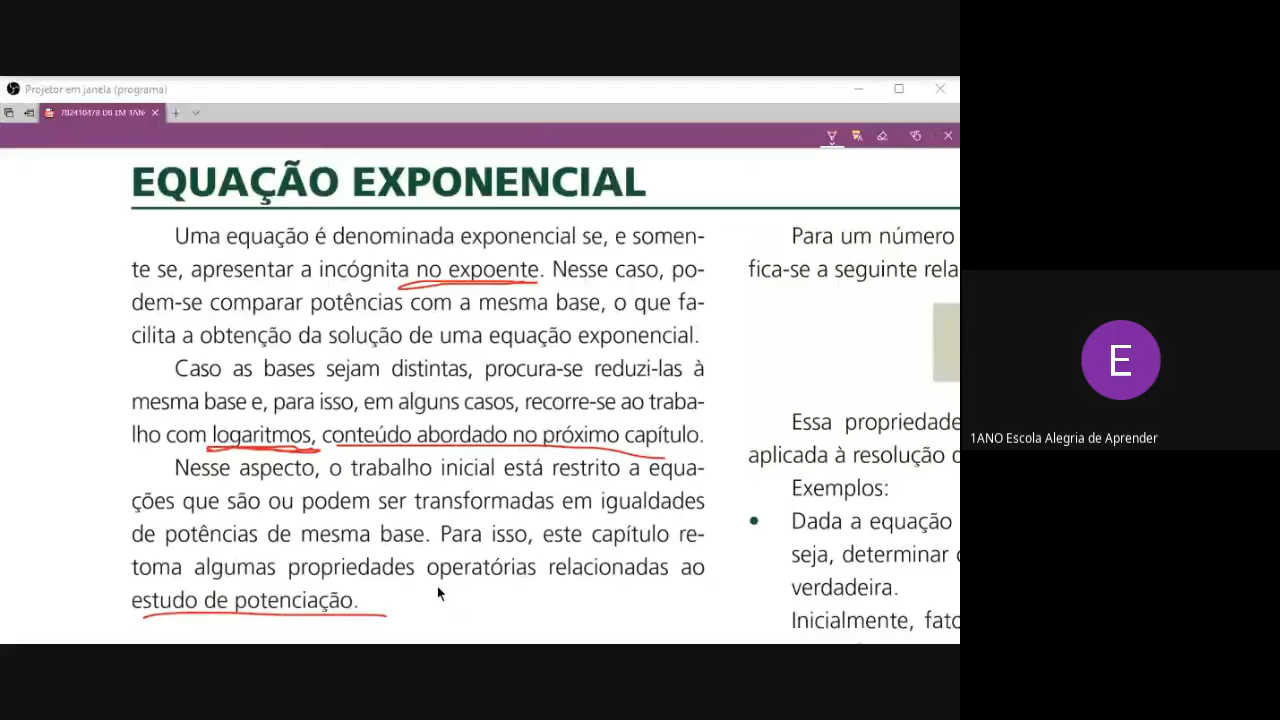 Projetor em janela (programa)
EQUAÇÃO EXPONENCIAL
Uma equação é denominada exponencial se, e somen-
te se, apresentar a incógnita no expoente. Nesse caso, po-
dem-se comparar potências com a mesma base, o que fa-
cilita a obtenção da solução de uma equação exponencial.
Caso as bases sejam distintas, procura-se reduzi-las à
mesma base e, para isso, em alguns casos, recorre-se ao traba-
lho com logaritmos, conteúdo abordado no próximo capítulo.
Nesse aspecto, o trabalho inicial está restrito a equa-
ções que são ou podem ser transformadas em igualdades
de potências de mesma base. Para isso, este capítulo re-
toma algumas propriedades operatórias relacionadas ao
estudo de potenciação.
Para um número
fica-se a seguinte rela
Essa propriedade
aplicada à resolução
Exemplos:
• Dada a equação
seja, determinar
verdadeira.
Inicialmente, fato
E
1ANO Escola Alegria de Aprender